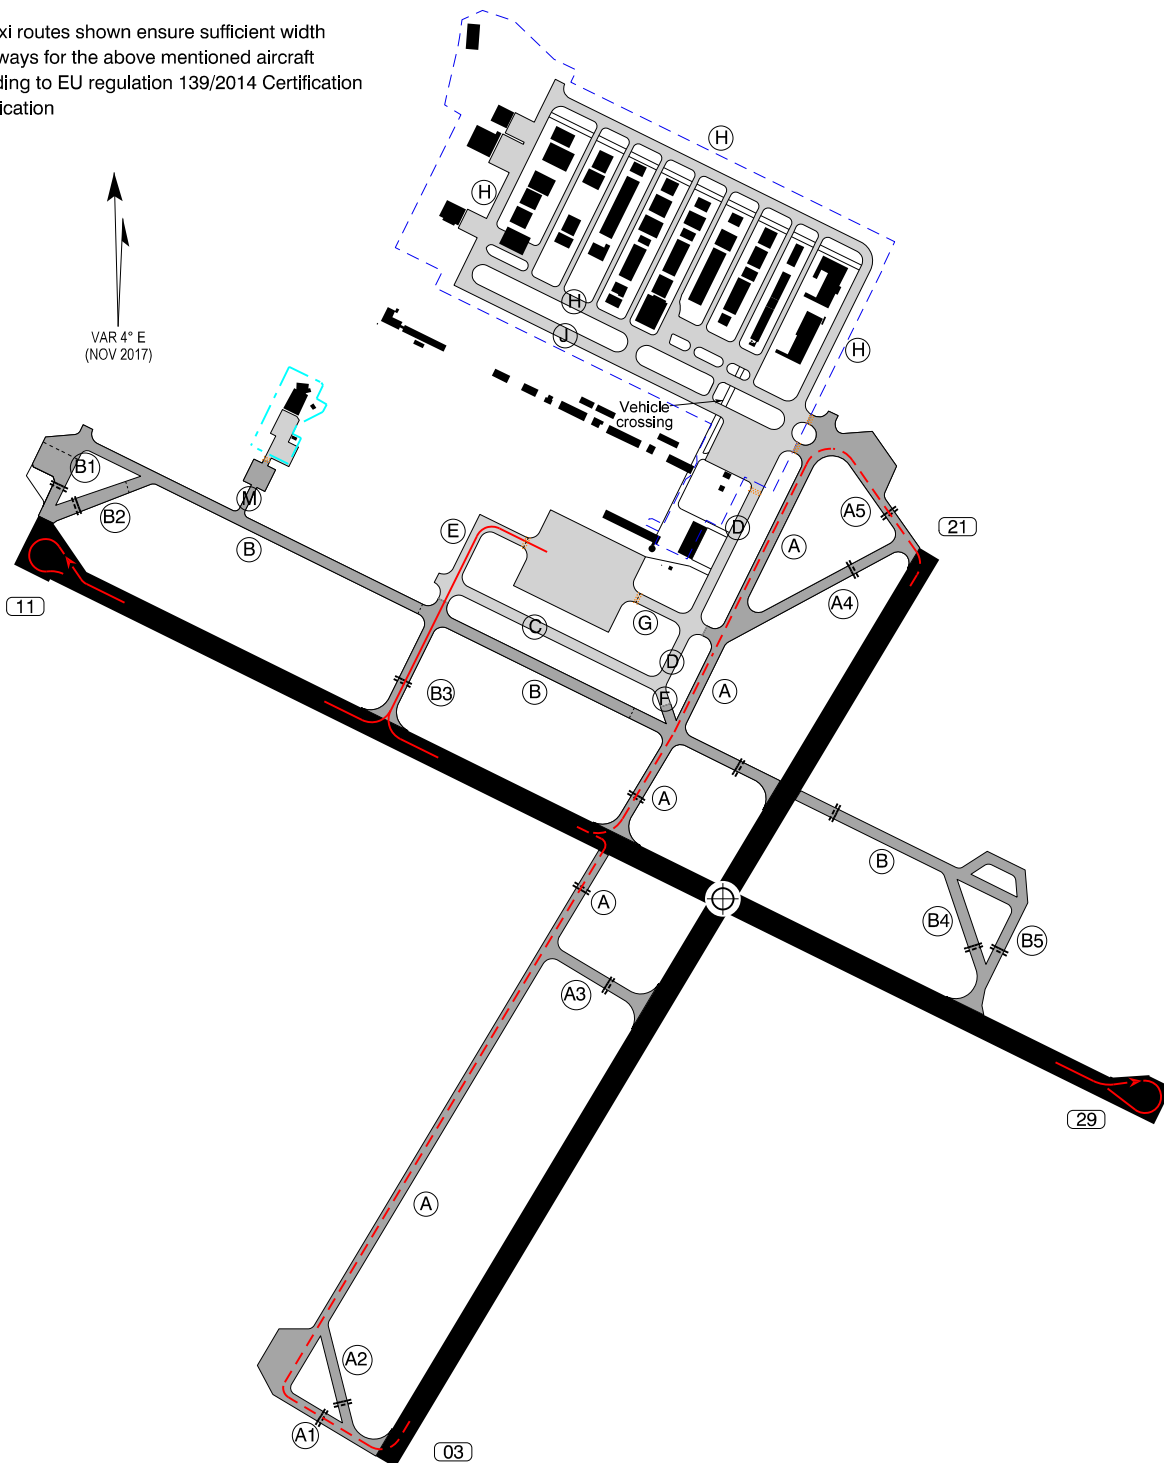 xi routes shown ensure sufficient width
ways for the above mentioned aircraft
ding to EU regulation 139/2014 Certification
ication
H
H
VAR 4° E
(NOV 2017)
H
J
H
Vehicle
crossing
B1
M
B2
A5
21
D
E
A
B
11
A4
C
G
D
B3
B
F
A
A
B
A
B4
B5
A3
29
A
A2
A1
03